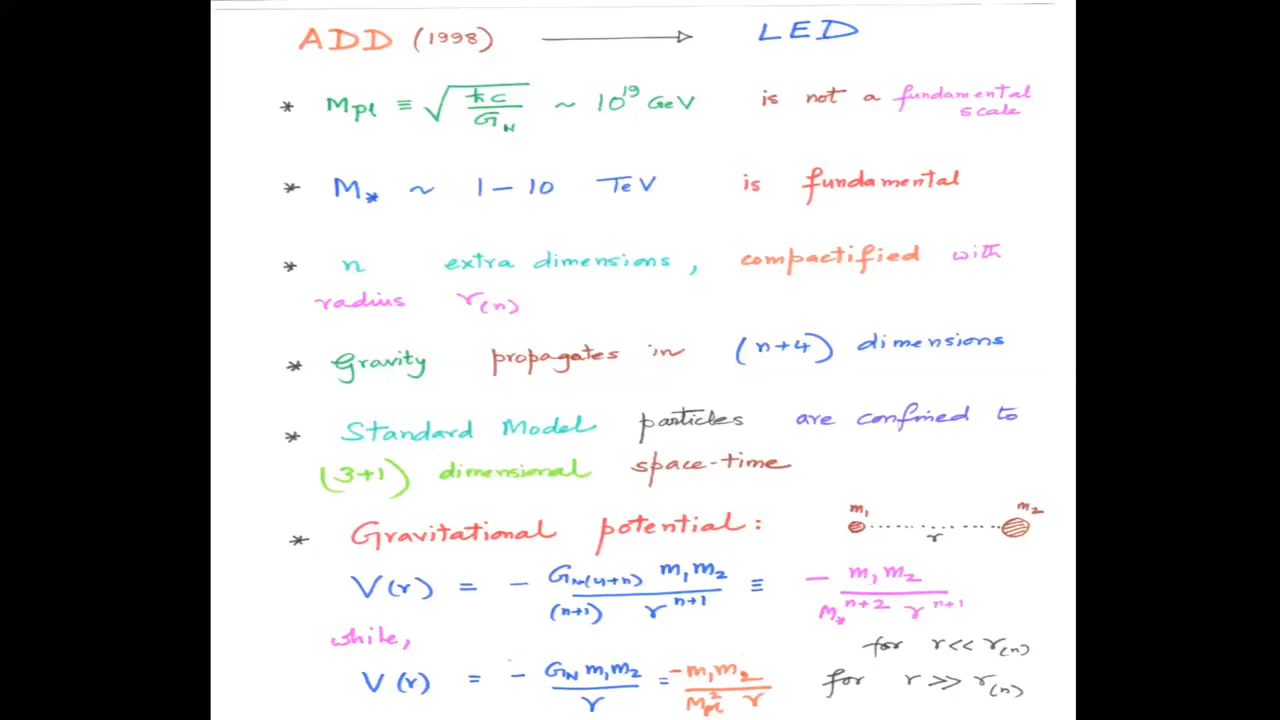 ADD (1998) ⟶ LED
* Mpl ≡ √(ħc / G_N) ~ 10^19 GeV is not a fundamental scale
* M_* ~ 1 – 10 TeV is fundamental
* n extra dimensions, compactified with
radius r_(n)
* Gravity propagates in (n+4) dimensions
* Standard Model particles are confined to
(3+1) dimensional space-time
* Gravitational potential: m1 ...... r ...... m2
V(r) = - G_N(4+n) m1 m2 / (n+1) r^(n+1) ≡ - m1 m2 / M_*^(n+2) r^(n+1)
for r << r_(n)
while,
V(r) = - G_N m1 m2 / r = - m1 m2 / Mpl^2 r for r >> r_(n)